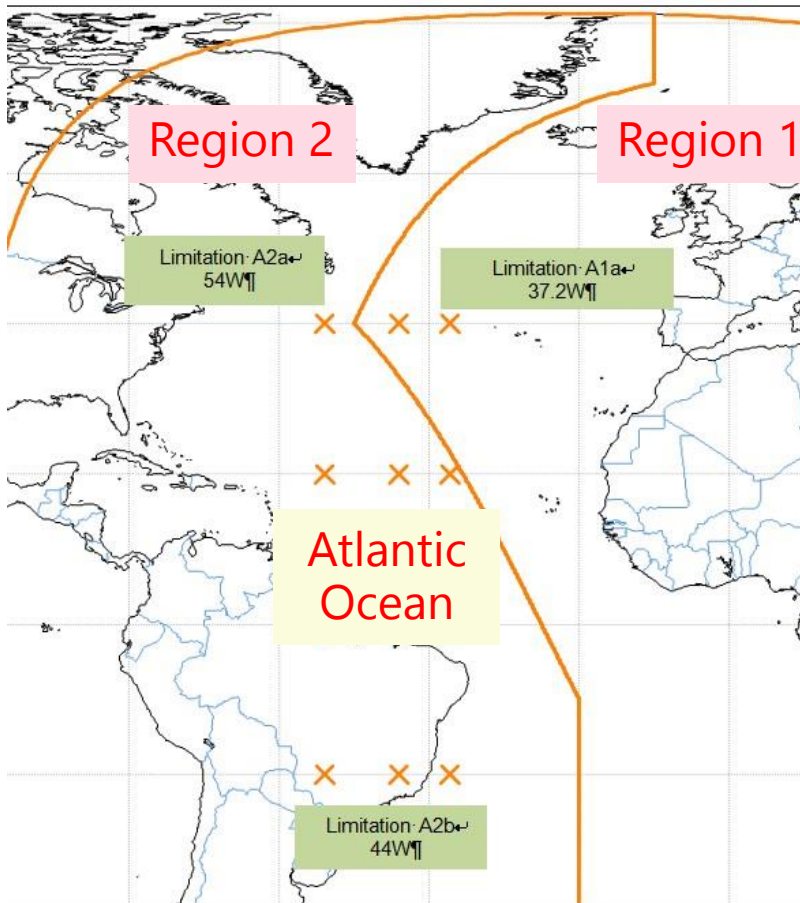 Region 2
Region 1
Limitation·A2a↵
54W¶
Limitation·A1a↵
37.2W¶
Atlantic
Ocean
Limitation·A2b↵
44W¶